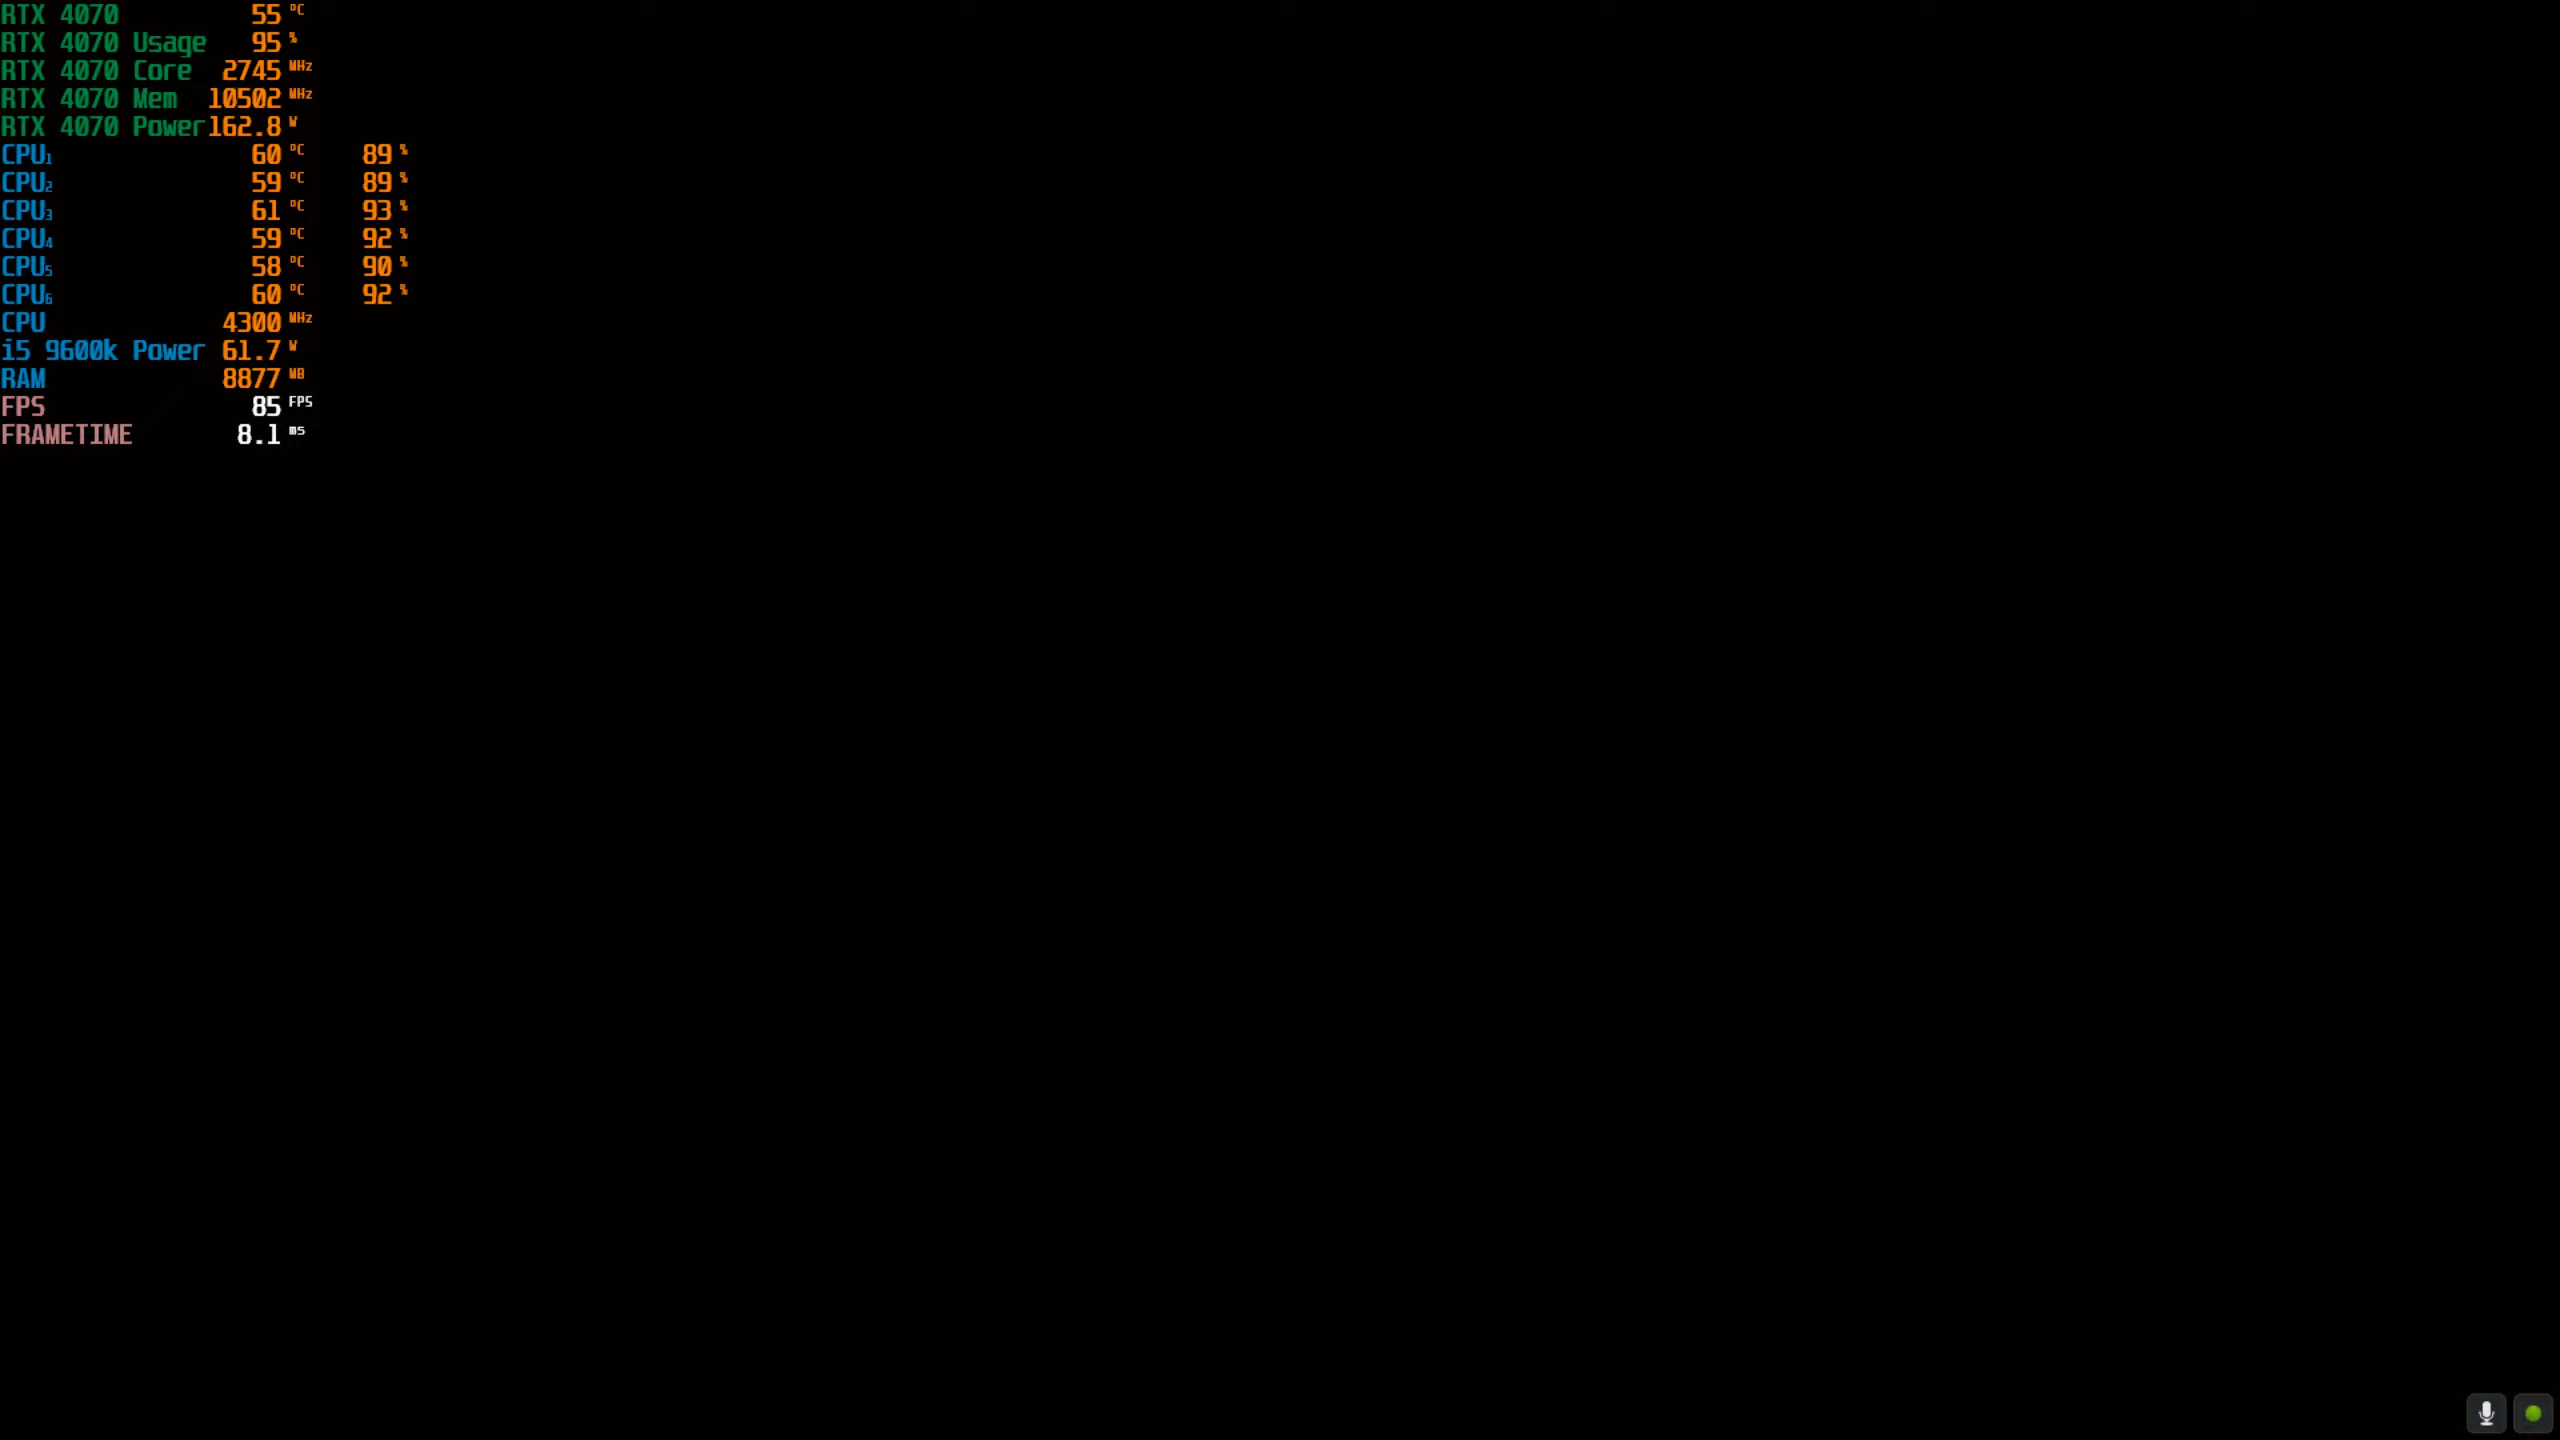 RTX 4070 55 °C
RTX 4070 Usage 95 %
RTX 4070 Core 2745 MHz
RTX 4070 Mem 10502 MHz
RTX 4070 Power 162.8 W
CPU1 60 °C 89 %
CPU2 59 °C 89 %
CPU3 61 °C 93 %
CPU4 59 °C 92 %
CPU5 58 °C 90 %
CPU6 60 °C 92 %
CPU 4300 MHz
i5 9600k Power 61.7 W
RAM 8877 MB
FPS 85 FPS
FRAMETIME 8.1 ms